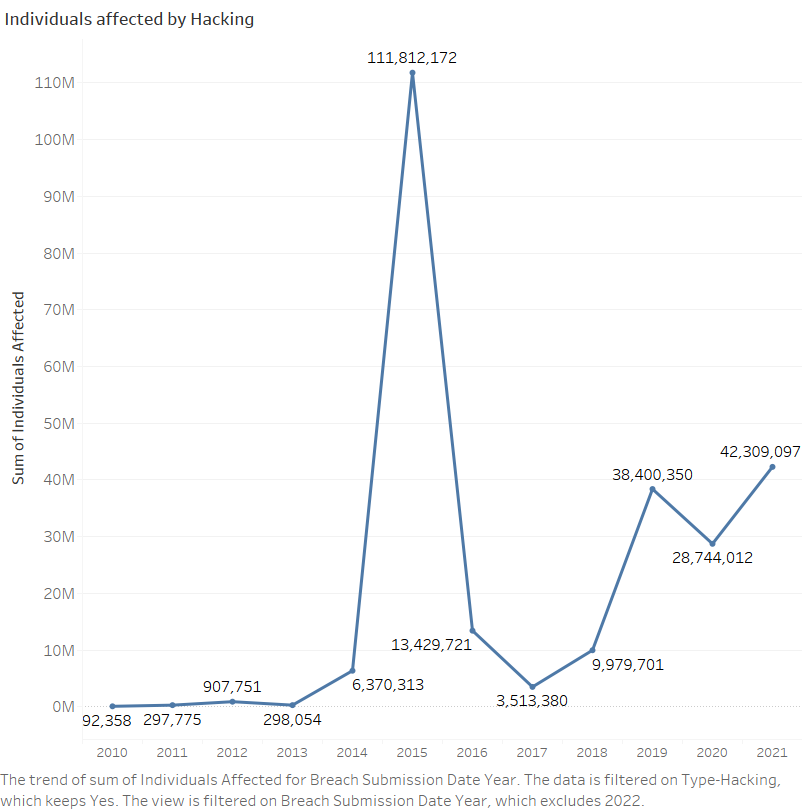 Individuals affected by Hacking
Sum of Individuals Affected
111,812,172
110M
100M
90M
80M
70M
60M
50M
42,309,097
40M
38,400,350
30M
28,744,012
20M
13,429,721
10M
9,979,701
6,370,313
3,513,380
907,751
0M
92,358 297,775 298,054
2010 2011 2012 2013 2014 2015 2016 2017 2018 2019 2020 2021
The trend of sum of Individuals Affected for Breach Submission Date Year. The data is filtered on Type-Hacking,
which keeps Yes. The view is filtered on Breach Submission Date Year, which excludes 2022.